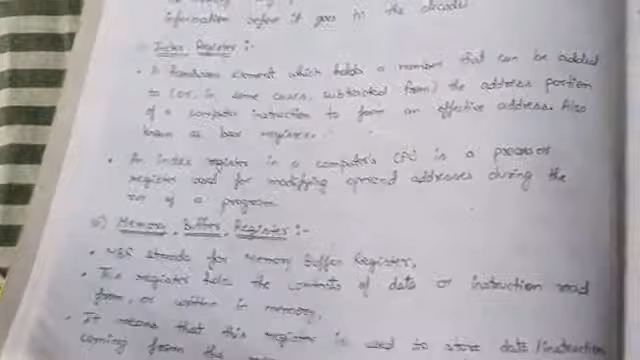 information before it goes to the decoder
Index Register :-
• A hardware element which holds a number that can be added
to (or, in some cases, subtracted from) the address portion
of a computer instruction to form an effective address. Also
known as base register.
• An index register in a computer's CPU is a processor
register used for modifying operand addresses during the
run of a program.
Memory Buffer Register :-
• MBR stands for Memory Buffer Register.
• This register holds the contents of data or instruction read
from, or written in memory.
• It means that this register is used to store data/instruction
coming from the